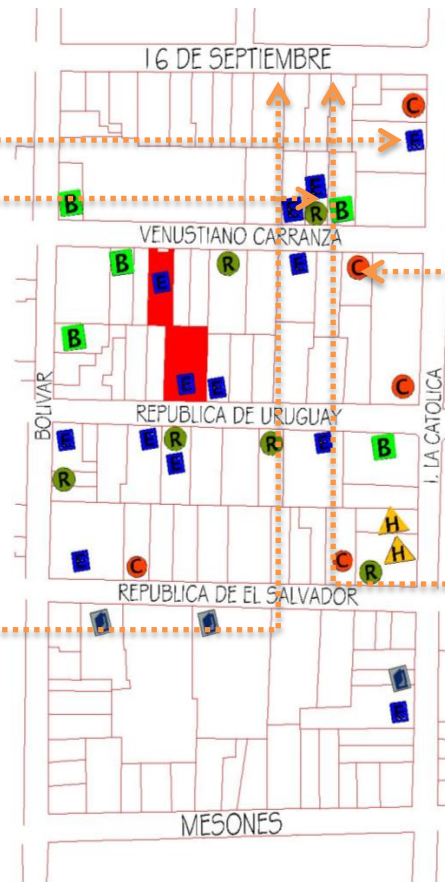 16 DE SEPTIEMBRE
C
E
B
E
E
R
B
VENUSTIANO CARRANZA
B
E
R
E
C
B
E
E
C
BOLIVAR
REPUBLICA DE URUGUAY
I. LA CATOLICA
E
E
R
E
R
E
B
R
H
H
E
C
C
R
REPUBLICA DE EL SALVADOR
E
MESONES